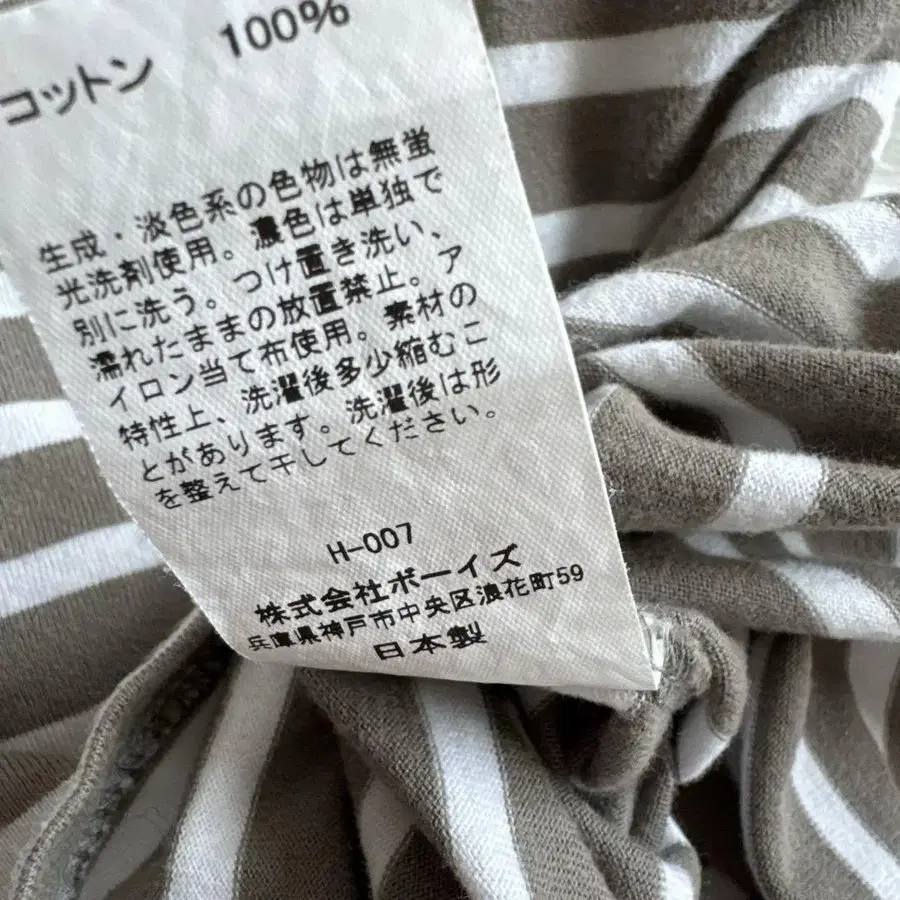 コットン 100%
生成・淡色系の色物は無蛍
光洗剤使用。濃色は単独で
別に洗う。つけ置き洗い、
濡れたままの放置禁止。ア
イロン当て布使用。素材の
特性上、洗濯後多少縮むこ
とがあります。洗濯後は形
を整えて干してください。
H-007
株式会社ボーイズ
兵庫県神戸市中央区浪花町59
日本製